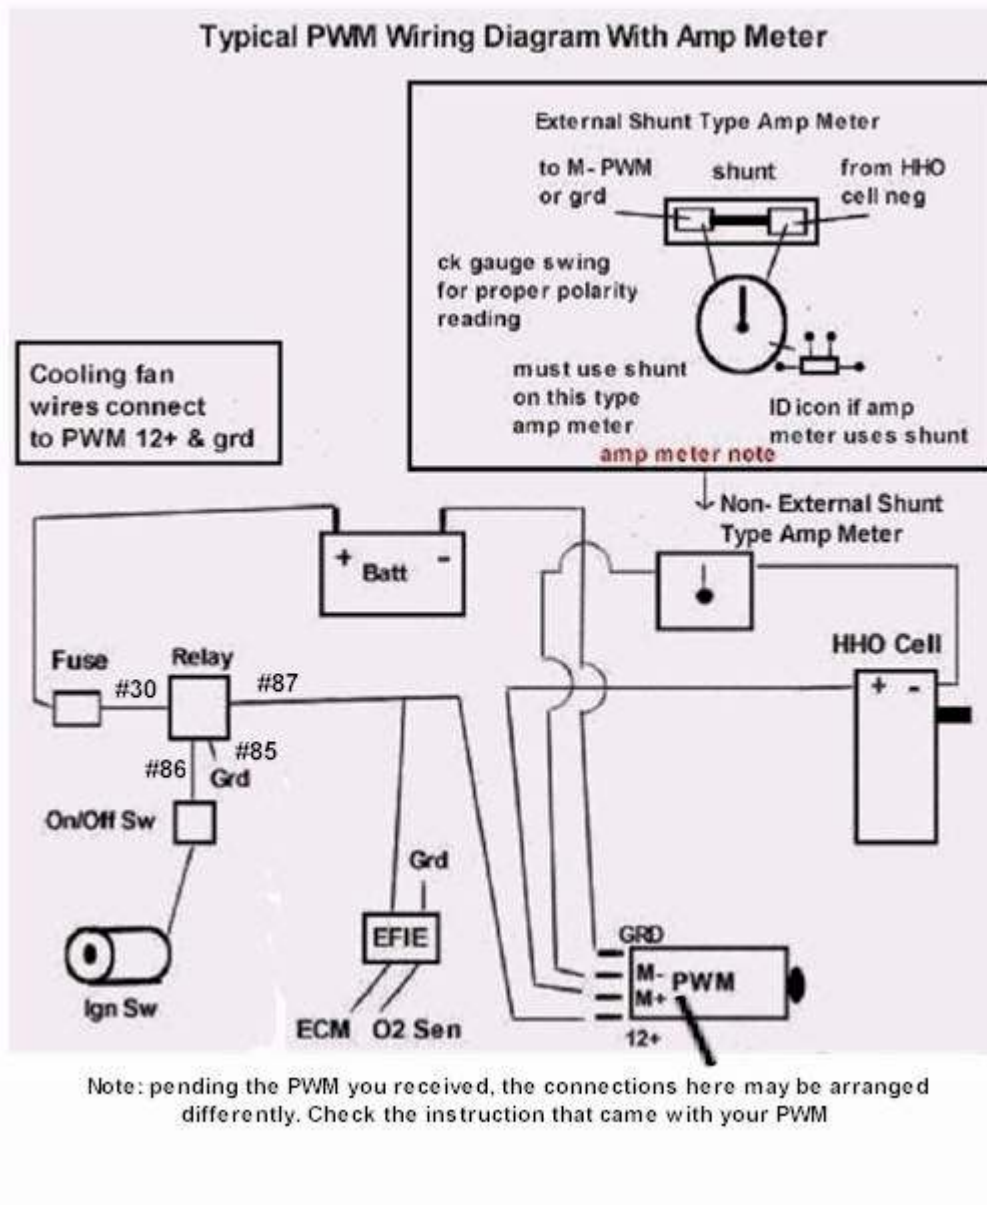 Typical PWM Wiring Diagram With Amp Meter
External Shunt Type Amp Meter
to M- PWM
or grd
shunt
from HHO
cell neg
ck gauge swing
for proper polarity
reading
must use shunt
on this type
amp meter
ID icon if amp
meter uses shunt
amp meter note
Cooling fan
wires connect
to PWM 12+ & grd
Non- External Shunt
Type Amp Meter
+ Batt -
HHO Cell
+ -
Fuse
Relay
#30
#87
#85
#86
Grd
On/Off Sw
Ign Sw
Grd
EFIE
ECM
O2 Sen
GRD
M-
M+
PWM
12+
Note: pending the PWM you received, the connections here may be arranged
differently. Check the instruction that came with your PWM